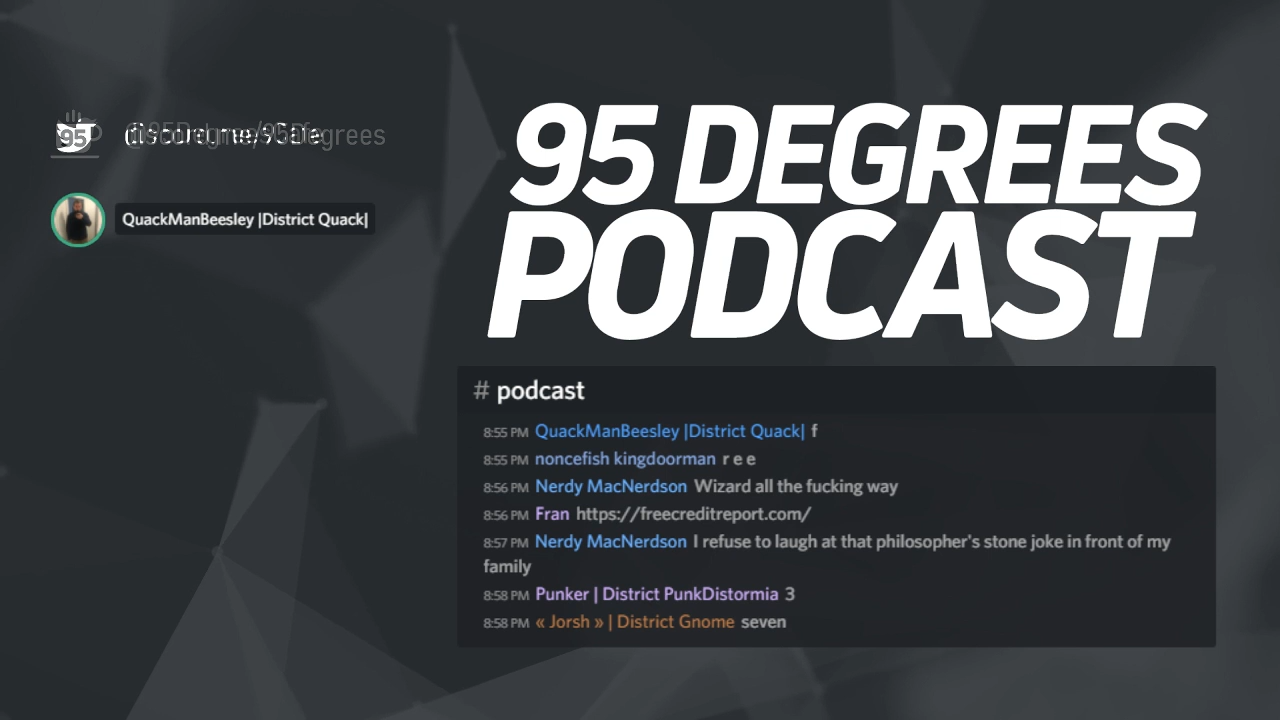 95
QuackManBeesley |District Quack|
95 DEGREES
PODCAST
# podcast
8:55 PM QuackManBeesley |District Quack| f
8:55 PM noncefish kingdoorman r e e
8:56 PM Nerdy MacNerdson Wizard all the fucking way
8:56 PM Fran https://freecreditreport.com/
8:57 PM Nerdy MacNerdson I refuse to laugh at that philosopher's stone joke in front of my
family
8:58 PM Punker | District PunkDistormia 3
8:58 PM « Jorsh » | District Gnome seven